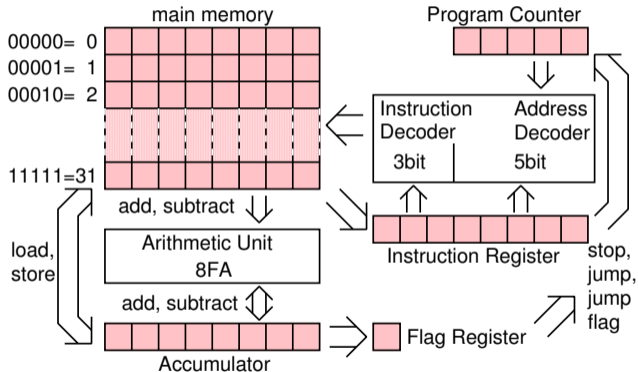 main memory
Program Counter
00000= 0
00001= 1
00010= 2
11111=31
Instruction
Decoder
3bit
Address
Decoder
5bit
add, subtract
Arithmetic Unit
8FA
Instruction Register
load,
store
stop,
jump,
jump
flag
add, subtract
Accumulator
Flag Register